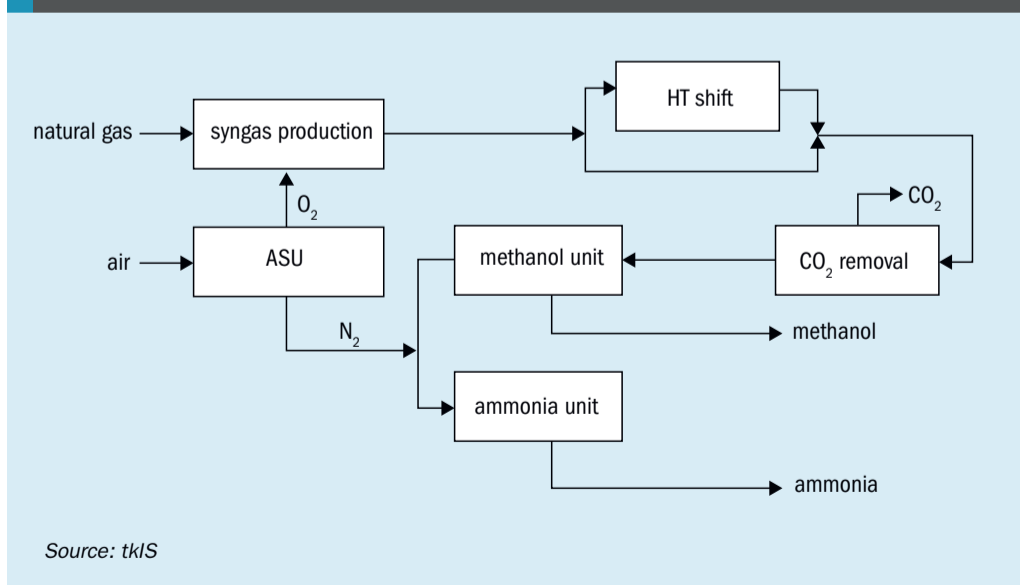 HT shift
natural gas
syngas production
O₂
CO₂
air
ASU
methanol unit
CO₂ removal
N₂
methanol
ammonia unit
ammonia
Source: tkIS